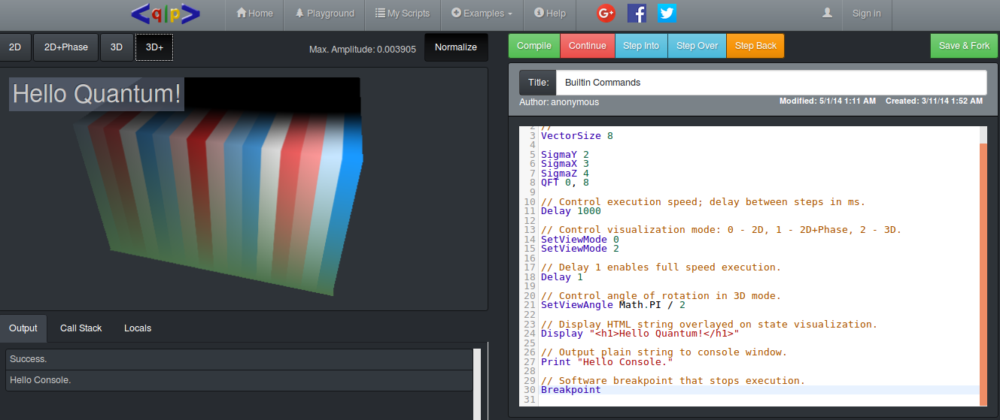 <q|p>
Home
Playground
My Scripts
Examples
Help
Sign in
2D
2D+Phase
3D
3D+
Max. Amplitude: 0.003905
Normalize
Hello Quantum!
Output
Call Stack
Locals
Success.
Hello Console.
Compile
Continue
Step Into
Step Over
Step Back
Save & Fork
Title:
Builtin Commands
Author: anonymous
Modified: 5/1/14 1:11 AM
Created: 3/11/14 1:52 AM
2 //
3 VectorSize 8
4
5 SigmaY 2
6 SigmaX 3
7 SigmaZ 4
8 QFT 0, 8
9
10 // Control execution speed; delay between steps in ms.
11 Delay 1000
12
13 // Control visualization mode: 0 - 2D, 1 - 2D+Phase, 2 - 3D.
14 SetViewMode 0
15 SetViewMode 2
16
17 // Delay 1 enables full speed execution.
18 Delay 1
19
20 // Control angle of rotation in 3D mode.
21 SetViewAngle Math.PI / 2
22
23 // Display HTML string overlayed on state visualization.
24 Display "<h1>Hello Quantum!</h1>"
25
26 // Output plain string to console window.
27 Print "Hello Console."
28
29 // Software breakpoint that stops execution.
30 Breakpoint
31